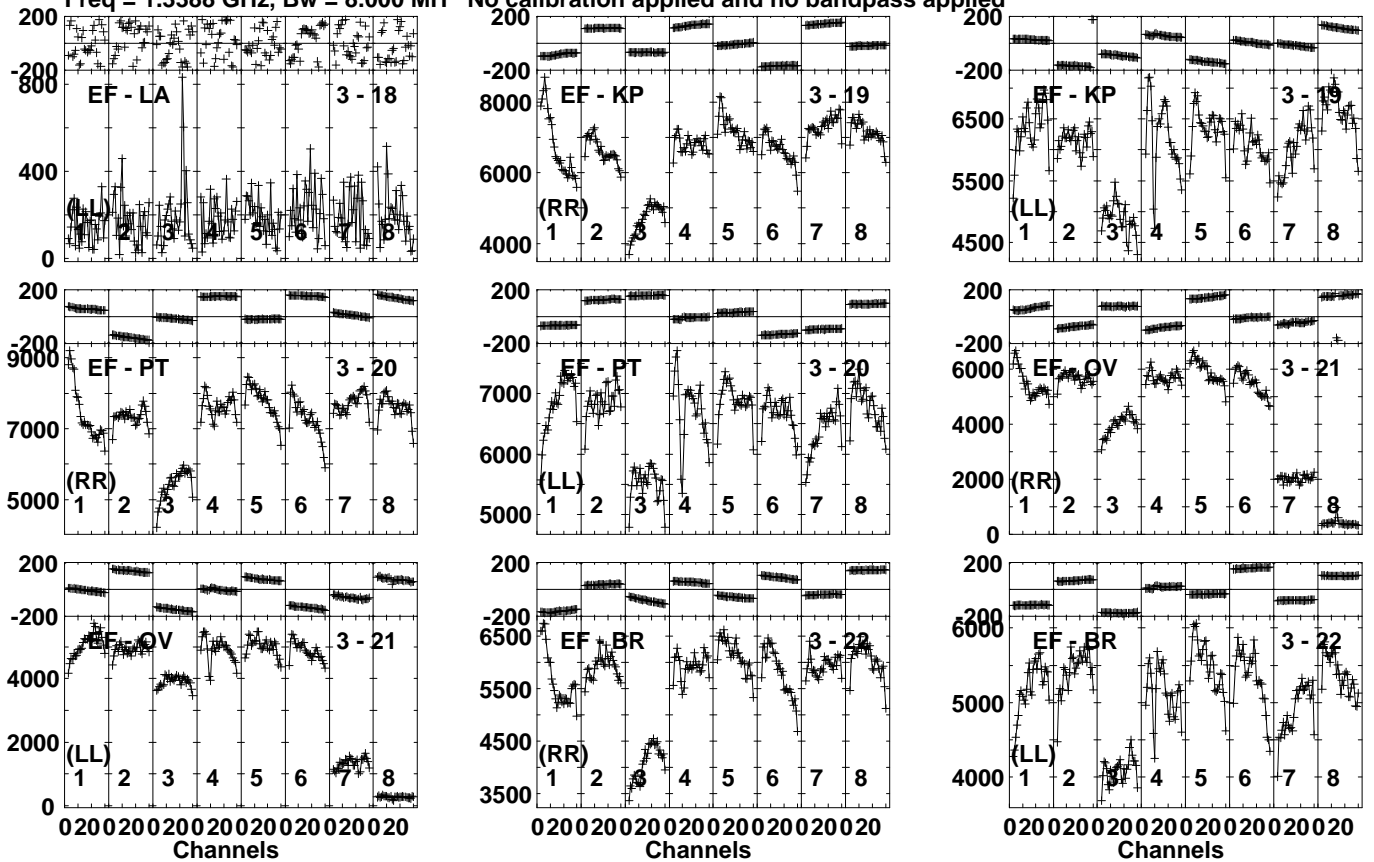 Freq = 1.3388 GHz, Bw = 8.000 MH No calibration applied and no bandpass applied
200
-200
EF - LA 3 - 18
800
400
0
(LL)
1 2 3 4 5 6 7 8
200
-200
EF - KP 3 - 19
8000
6000
4000
(RR)
1 2 3 4 5 6 7 8
200
-200
EF - KP 3 - 19
6500
5500
4500
(LL)
1 2 3 4 5 6 7 8
200
-200
EF - PT 3 - 20
9000
7000
5000
(RR)
1 2 3 4 5 6 7 8
200
-200
EF - PT 3 - 20
7000
6000
5000
(LL)
1 2 3 4 5 6 7 8
200
-200
EF - OV 3 - 21
6000
4000
2000
0
(RR)
1 2 3 4 5 6 7 8
200
-200
EF - OV 3 - 21
4000
2000
0
(LL)
1 2 3 4 5 6 7 8
0 20 0 20 0 20 0 20 0 20 0 20 0 20 0 20
Channels
200
-200
EF - BR 3 - 22
6500
5500
4500
3500
(RR)
1 2 3 4 5 6 7 8
0 20 0 20 0 20 0 20 0 20 0 20 0 20 0 20
Channels
200
-200
EF - BR 3 - 22
6000
5000
4000
(LL)
1 2 3 4 5 6 7 8
0 20 0 20 0 20 0 20 0 20 0 20 0 20 0 20
Channels